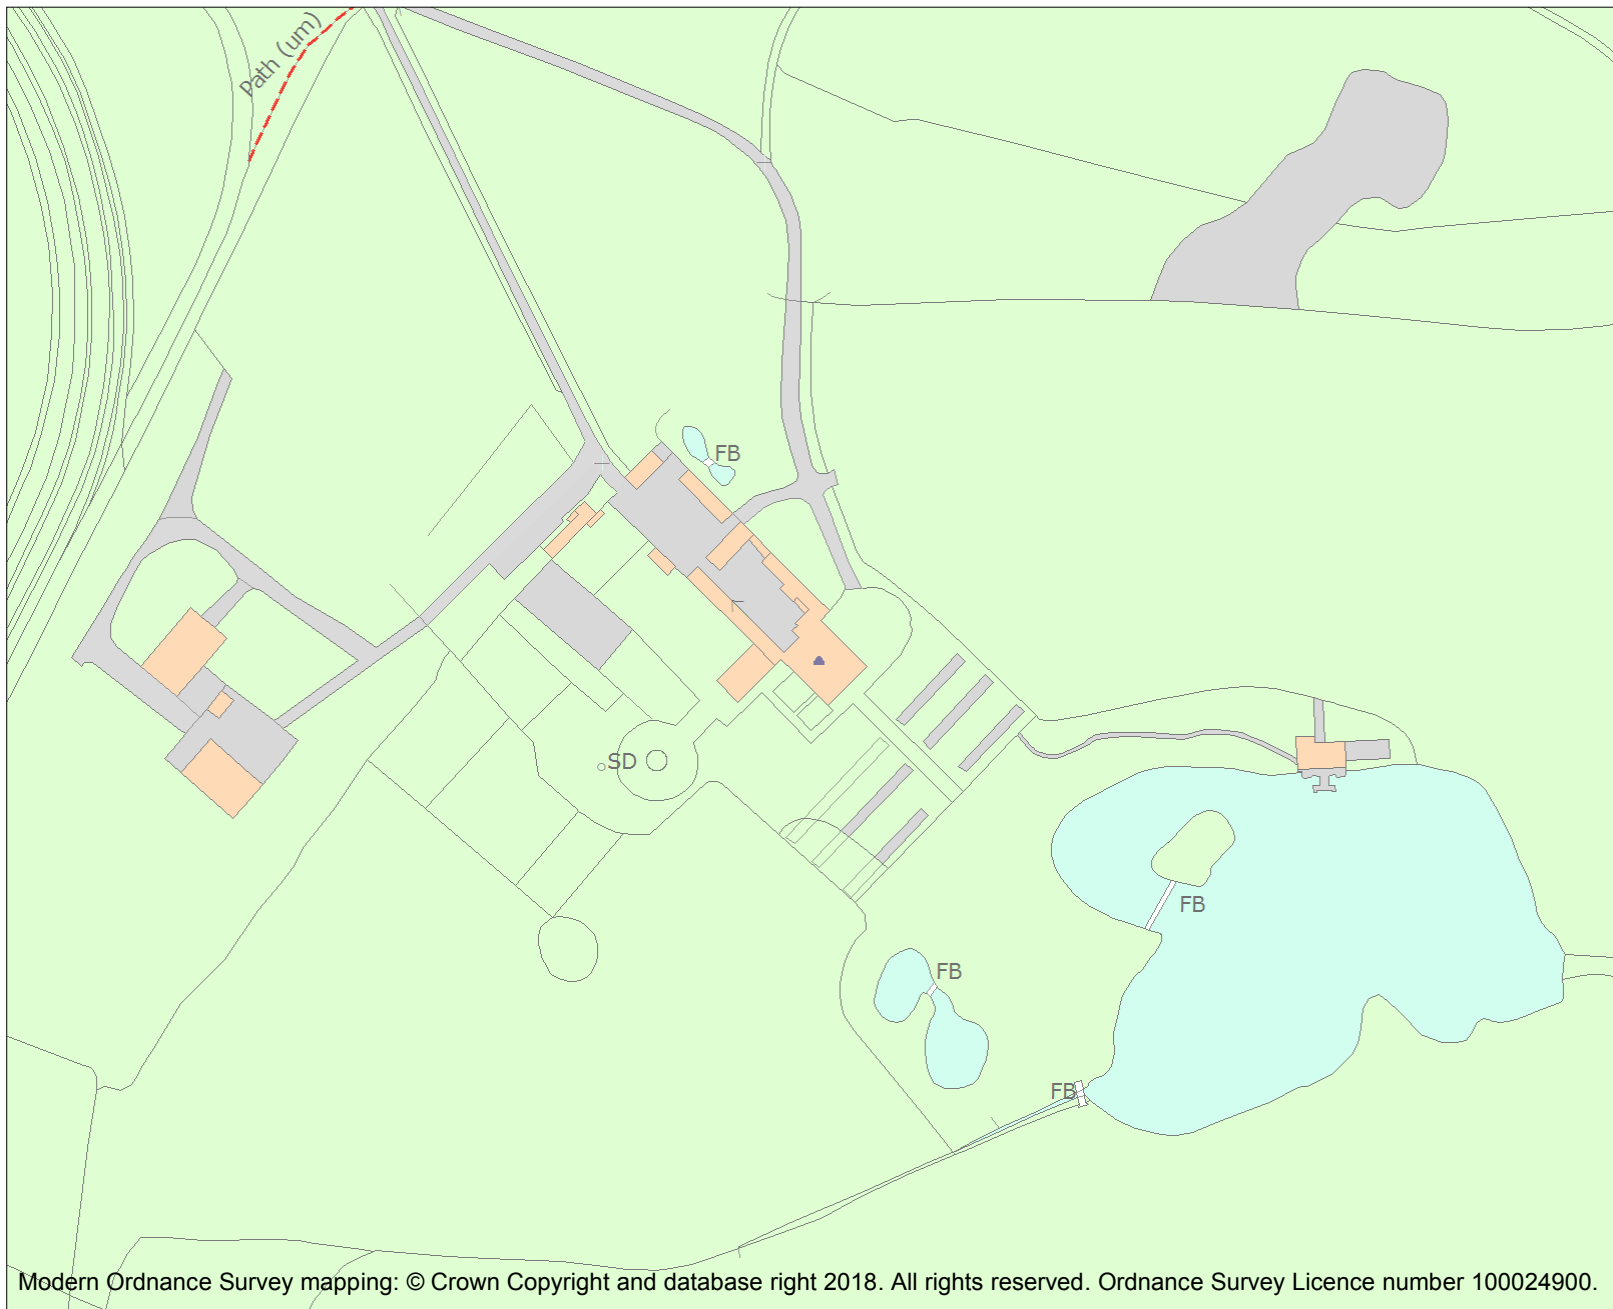 Path (um)
FB
SD
FB
FB
FB
Modern Ordnance Survey mapping: © Crown Copyright and database right 2018. All rights reserved. Ordnance Survey Licence number 100024900.